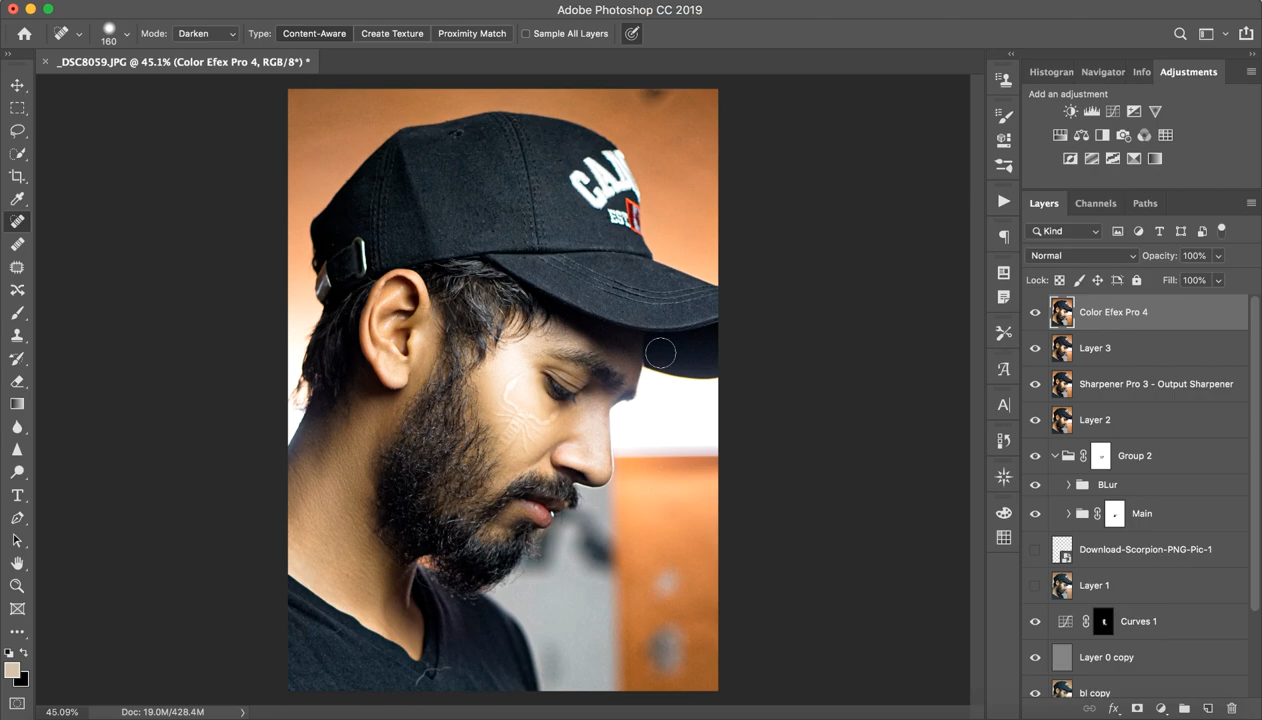 Adobe Photoshop CC 2019
160
Mode: Darken
Type: Content-Aware Create Texture Proximity Match
Sample All Layers
_DSC8059.JPG @ 45.1% (Color Efex Pro 4, RGB/8*) *
Histogran Navigator Info Adjustments
Add an adjustment
Layers Channels Paths
Kind
Normal Opacity: 100%
Lock: Fill: 100%
Color Efex Pro 4
Layer 3
Sharpener Pro 3 - Output Sharpener
Layer 2
Group 2
BLur
Main
Download-Scorpion-PNG-Pic-1
Layer 1
Curves 1
Layer 0 copy
bl copy
EST
45.09% Doc: 19.0M/428.4M